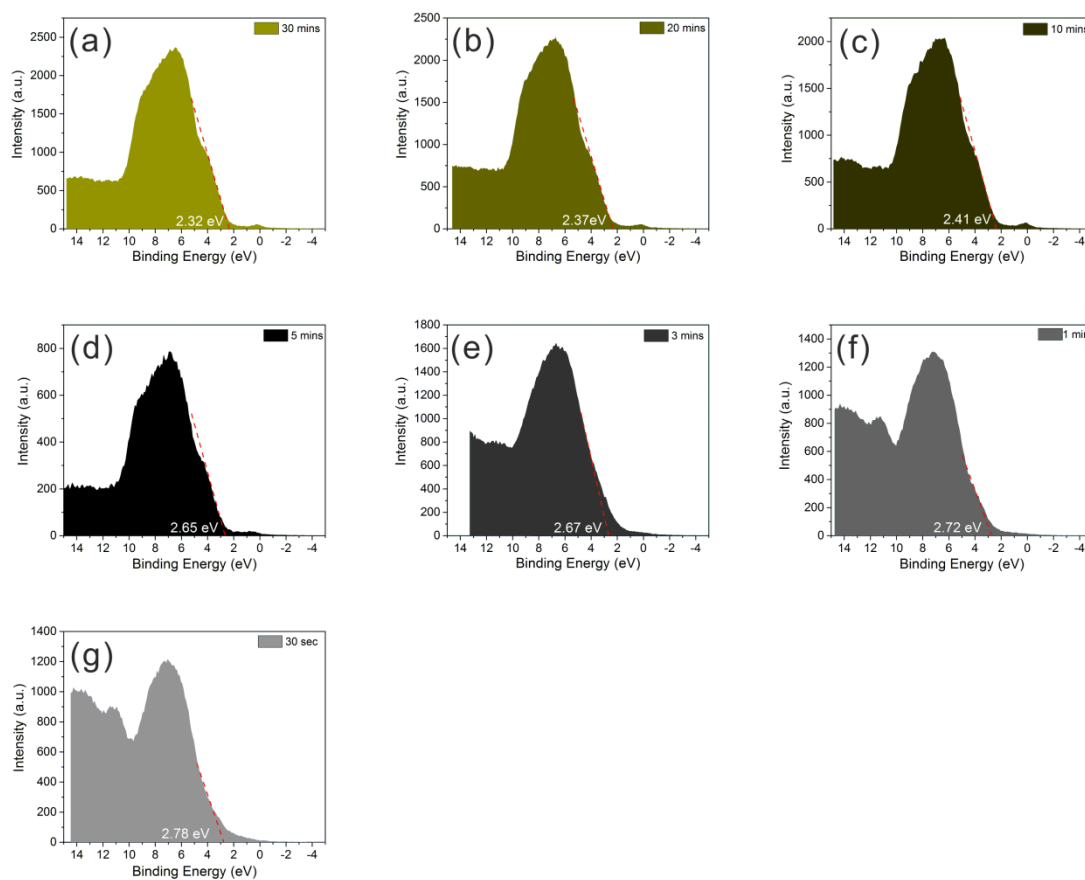 (a)
30 mins
2500
2000
1500
1000
500
0
Intensity (a.u.)
2.32 eV
14 12 10 8 6 4 2 0 -2 -4
Binding Energy (eV)
(b)
20 mins
2500
2000
1500
1000
500
0
Intensity (a.u.)
2.37eV
14 12 10 8 6 4 2 0 -2 -4
Binding Energy (eV)
(c)
10 mins
2000
1500
1000
500
0
Intensity (a.u.)
2.41 eV
14 12 10 8 6 4 2 0 -2 -4
Binding Energy (eV)
(d)
5 mins
800
600
400
200
0
Intensity (a.u.)
2.65 eV
14 12 10 8 6 4 2 0 -2 -4
Binding Energy (eV)
(e)
3 mins
1800
1600
1400
1200
1000
800
600
400
200
0
Intensity (a.u.)
2.67 eV
14 12 10 8 6 4 2 0 -2 -4
Binding Energy (eV)
(f)
1 min
1400
1200
1000
800
600
400
200
0
Intensity (a.u.)
2.72 eV
14 12 10 8 6 4 2 0 -2 -4
Binding Energy (eV)
(g)
30 sec
1400
1200
1000
800
600
400
200
0
Intensity (a.u.)
2.78 eV
14 12 10 8 6 4 2 0 -2 -4
Binding Energy (eV)